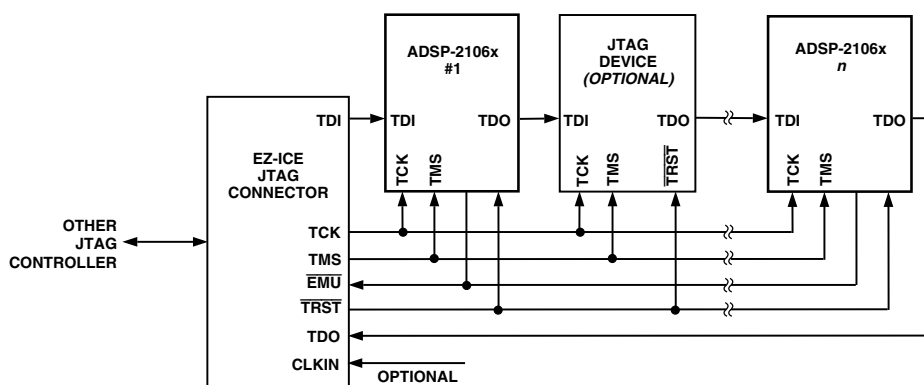 ADSP-2106x
#1
JTAG
DEVICE
(OPTIONAL)
ADSP-2106x
n
TDI
TDI
TDO
TDI
TDO
TDI
TDO
EZ-ICE
JTAG
CONNECTOR
TCK
TMS
TCK
TMS
TRST
TCK
TMS
OTHER
JTAG
CONTROLLER
TCK
TMS
EMU
TRST
TDO
CLKIN
OPTIONAL